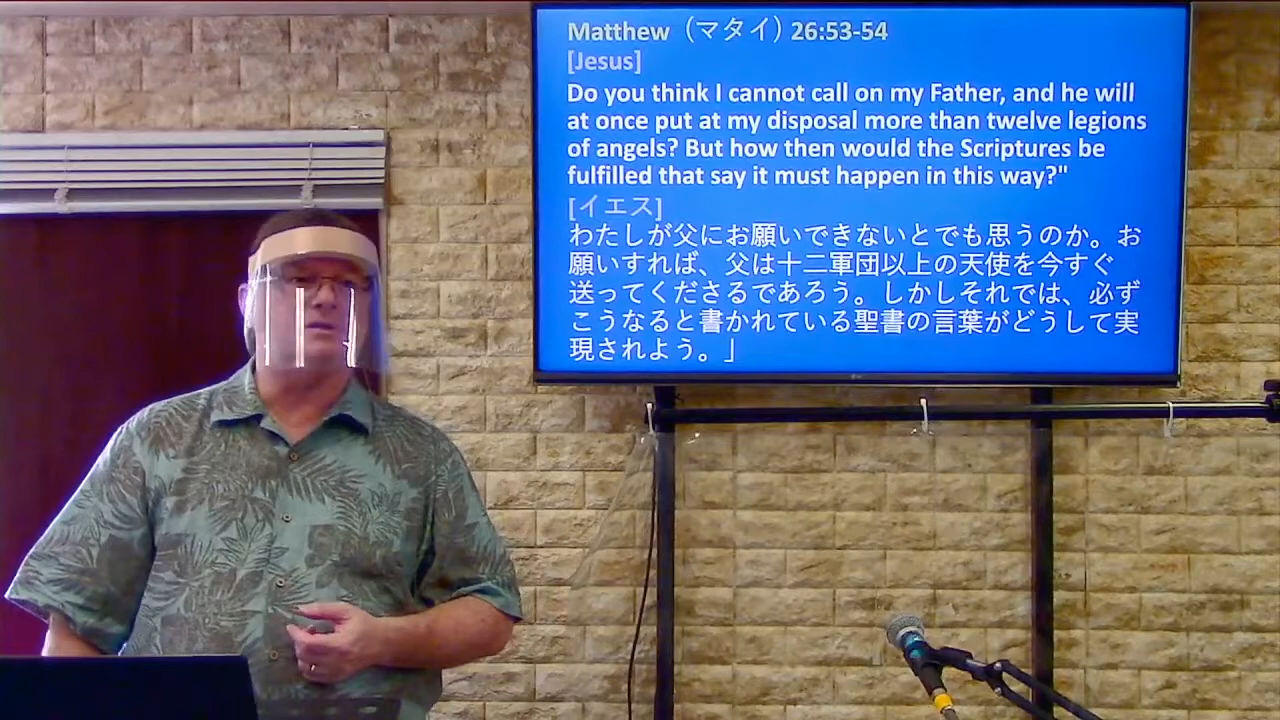 Matthew（マタイ）26:53-54
[Jesus]
Do you think I cannot call on my Father, and he will
at once put at my disposal more than twelve legions
of angels? But how then would the Scriptures be
fulfilled that say it must happen in this way?"
[イエス]
わたしが父にお願いできないとでも思うのか。お
願いすれば、父は十二軍団以上の天使を今すぐ
送ってくださるであろう。しかしそれでは、必ず
こうなると書かれている聖書の言葉がどうして実
現されよう。」